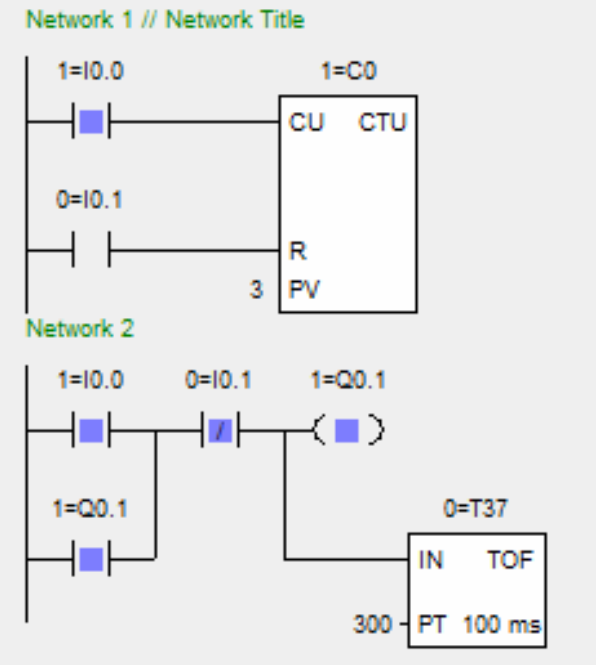 Network 1 // Network Title
1=I0.0 1=C0
CU CTU
0=I0.1
R
3 PV
Network 2
1=I0.0 0=I0.1 1=Q0.1
/
1=Q0.1 0=T37
IN TOF
300 PT 100 ms